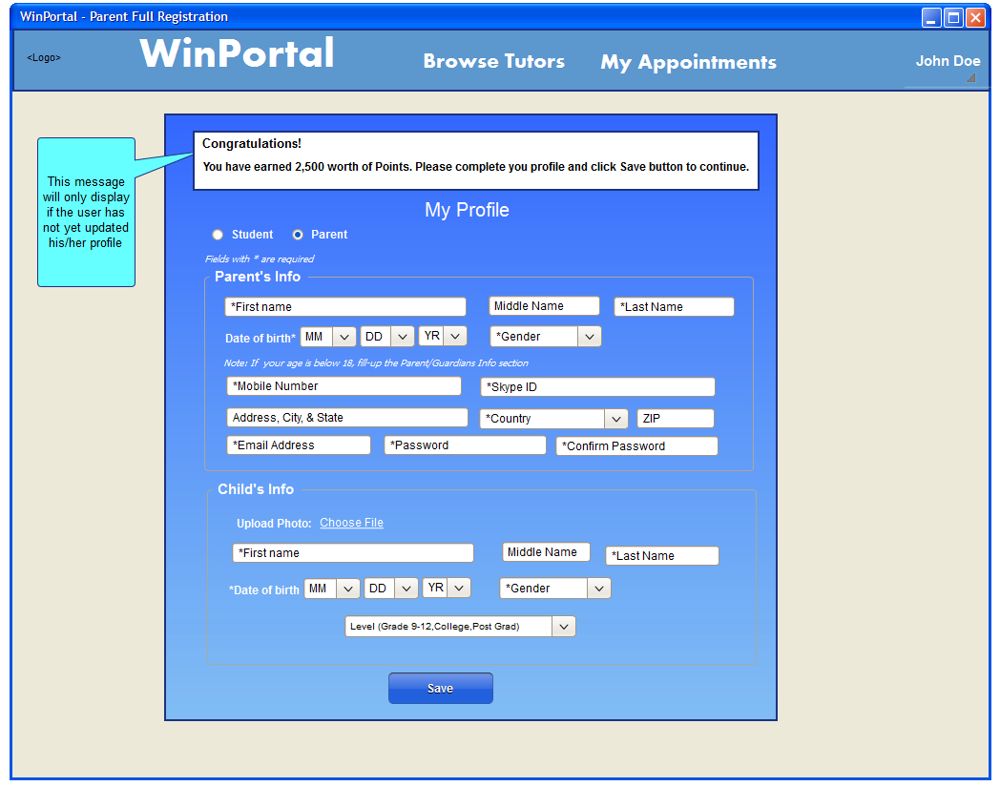 WinPortal - Parent Full Registration
<Logo>
WinPortal
Browse Tutors
My Appointments
John Doe
This message
will only display
if the user has
not yet updated
his/her profile
Congratulations!
You have earned 2,500 worth of Points. Please complete you profile and click Save button to continue.
My Profile
Student Parent
Fields with * are required
Parent's Info
*First name Middle Name *Last Name
Date of birth* MM DD YR *Gender
Note: If your age is below 18, fill-up the Parent/Guardians Info section
*Mobile Number *Skype ID
Address, City, & State *Country ZIP
*Email Address *Password *Confirm Password
Child's Info
Upload Photo: Choose File
*First name Middle Name *Last Name
*Date of birth MM DD YR *Gender
Level (Grade 9-12,College,Post Grad)
Save